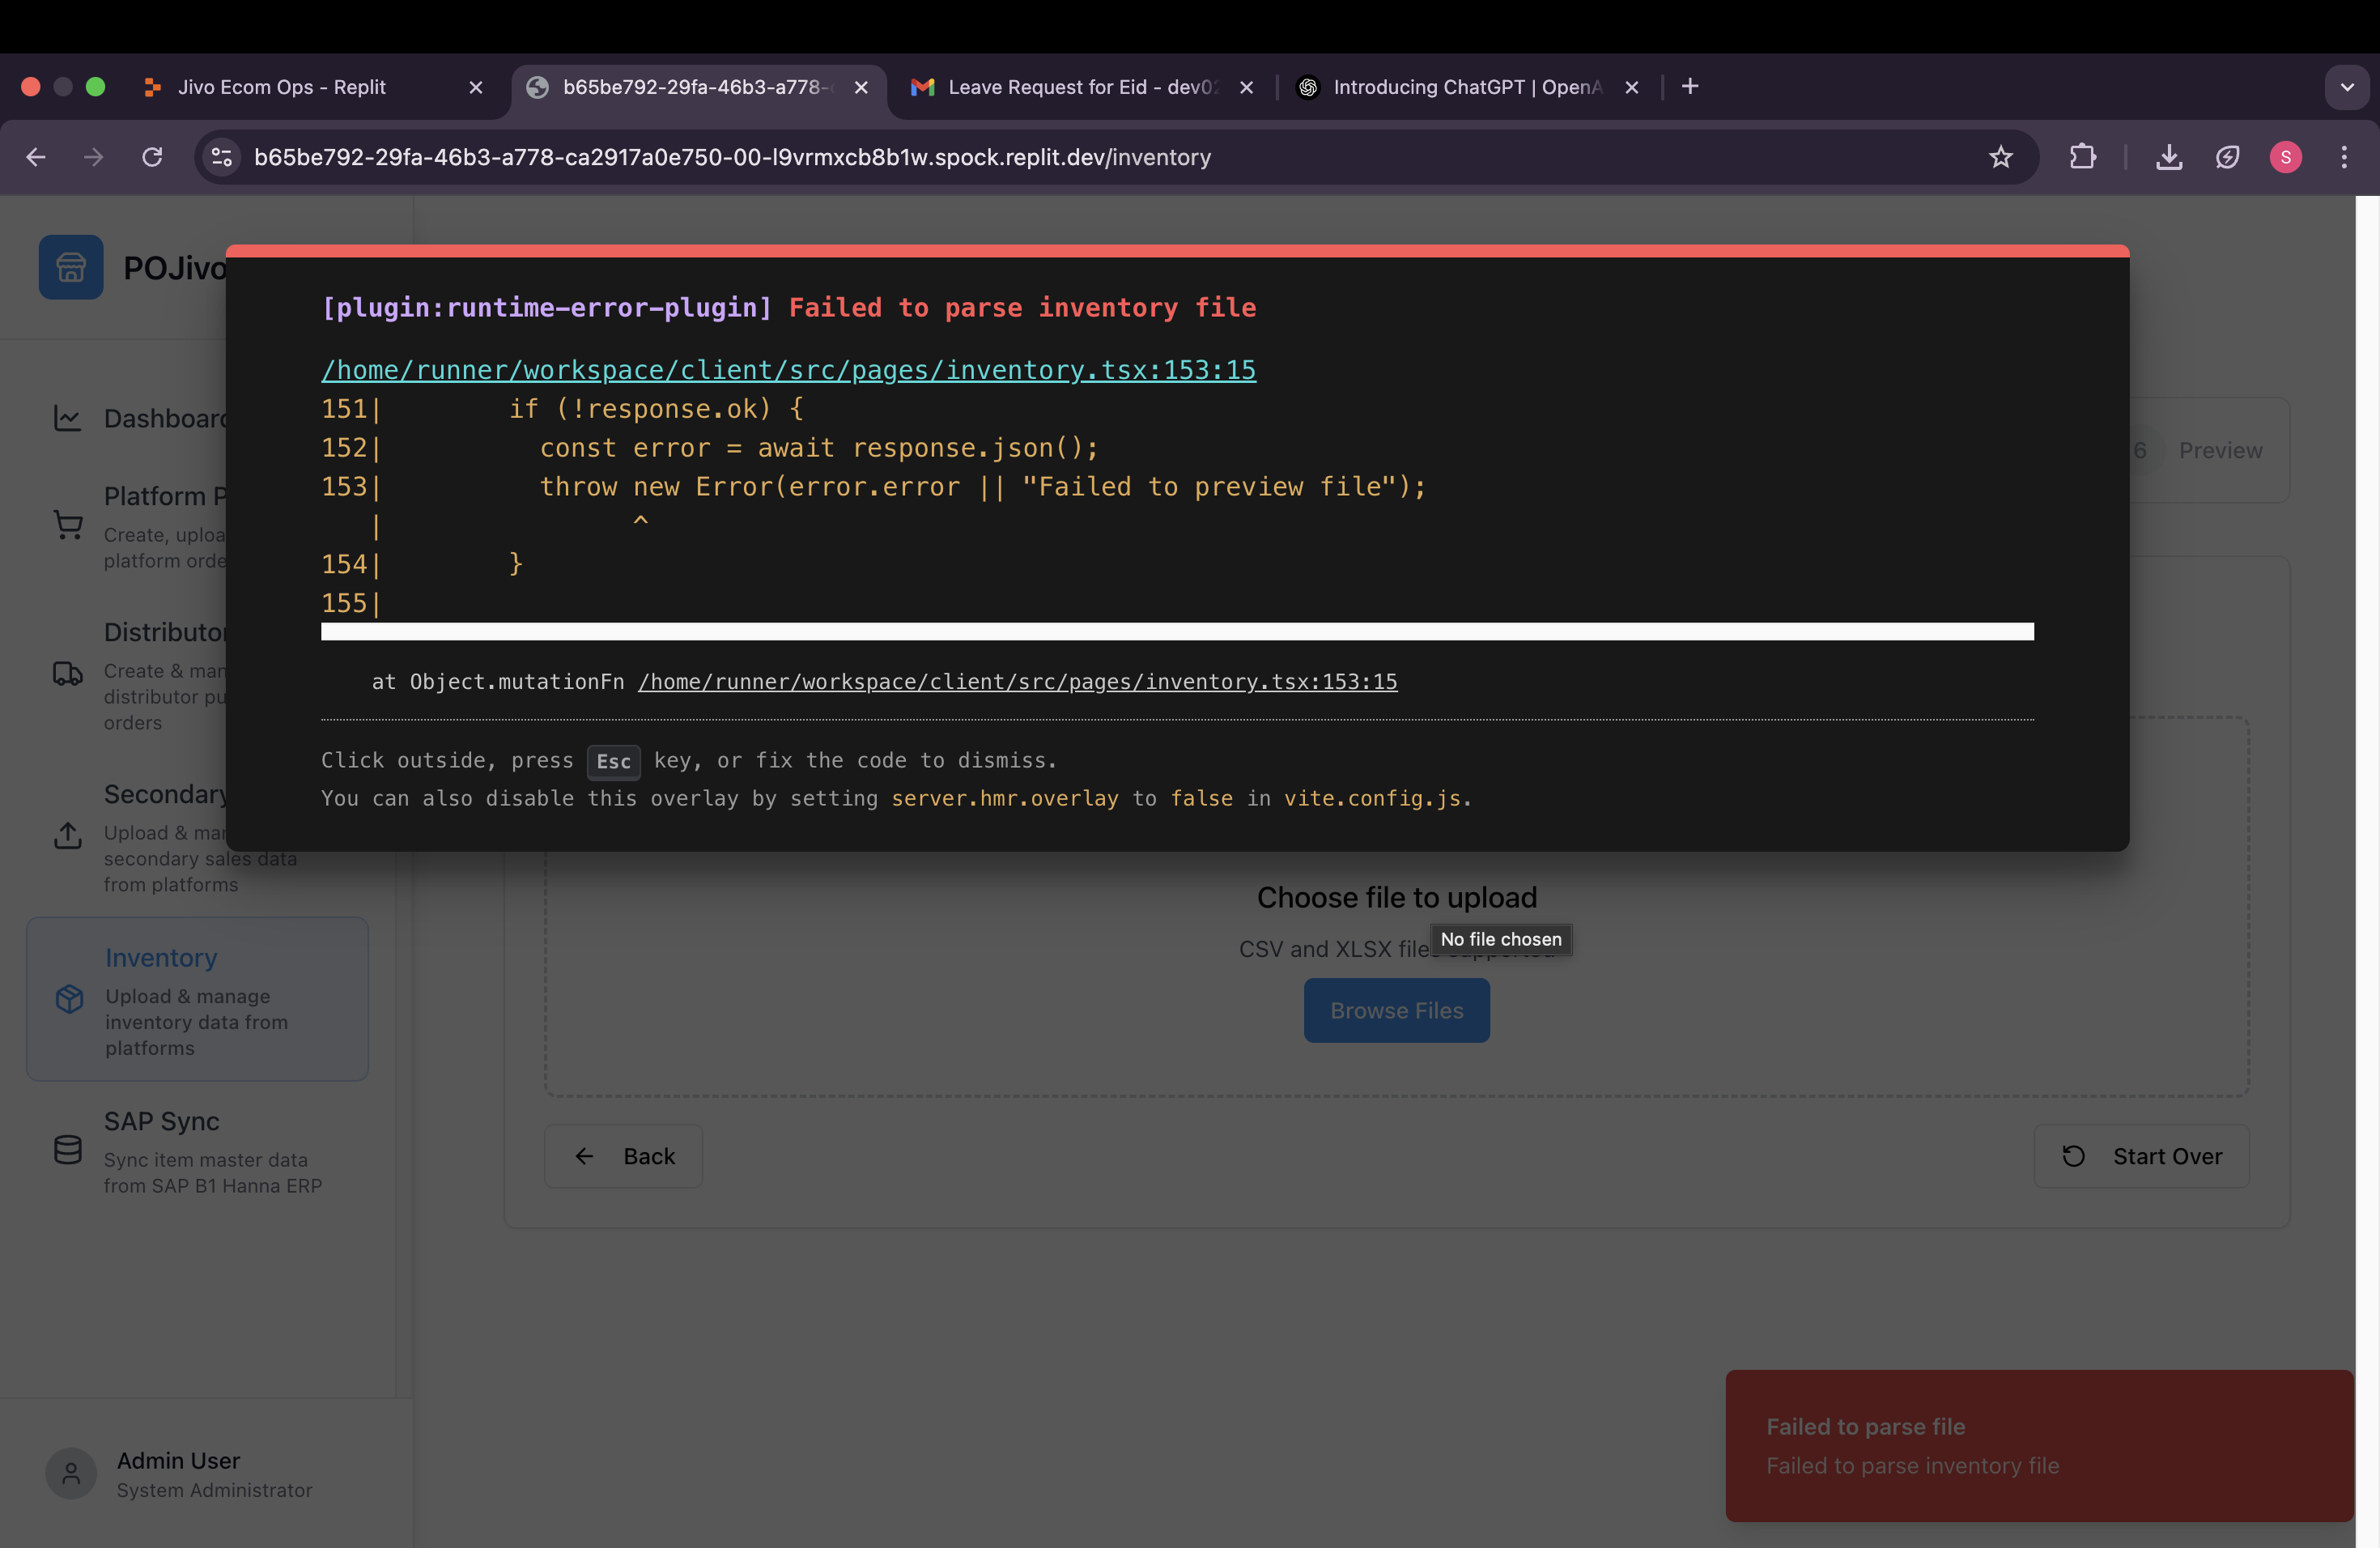 Jivo Ecom Ops - Replit
b65be792-29fa-46b3-a778-
Leave Request for Eid - dev02
Introducing ChatGPT | OpenA
b65be792-29fa-46b3-a778-ca2917a0e750-00-l9vrmxcb8b1w.spock.replit.dev/inventory
S
POJivo
[plugin:runtime-error-plugin] Failed to parse inventory file
/home/runner/workspace/client/src/pages/inventory.tsx:153:15
151|        if (!response.ok) {
152|          const error = await response.json();
153|          throw new Error(error.error || "Failed to preview file");
|                ^
154|        }
155|
at Object.mutationFn /home/runner/workspace/client/src/pages/inventory.tsx:153:15
Click outside, press Esc key, or fix the code to dismiss.
You can also disable this overlay by setting server.hmr.overlay to false in vite.config.js.
Dashboard
Platform P
Create, uploa
platform orde
Distributor
Create & man
distributor pu
orders
Secondary
Upload & man
secondary sales data
from platforms
Inventory
Upload & manage
inventory data from
platforms
SAP Sync
Sync item master data
from SAP B1 Hanna ERP
Admin User
System Administrator
6 Preview
Choose file to upload
CSV and XLSX files supported
No file chosen
Browse Files
Back
Start Over
Failed to parse file
Failed to parse inventory file